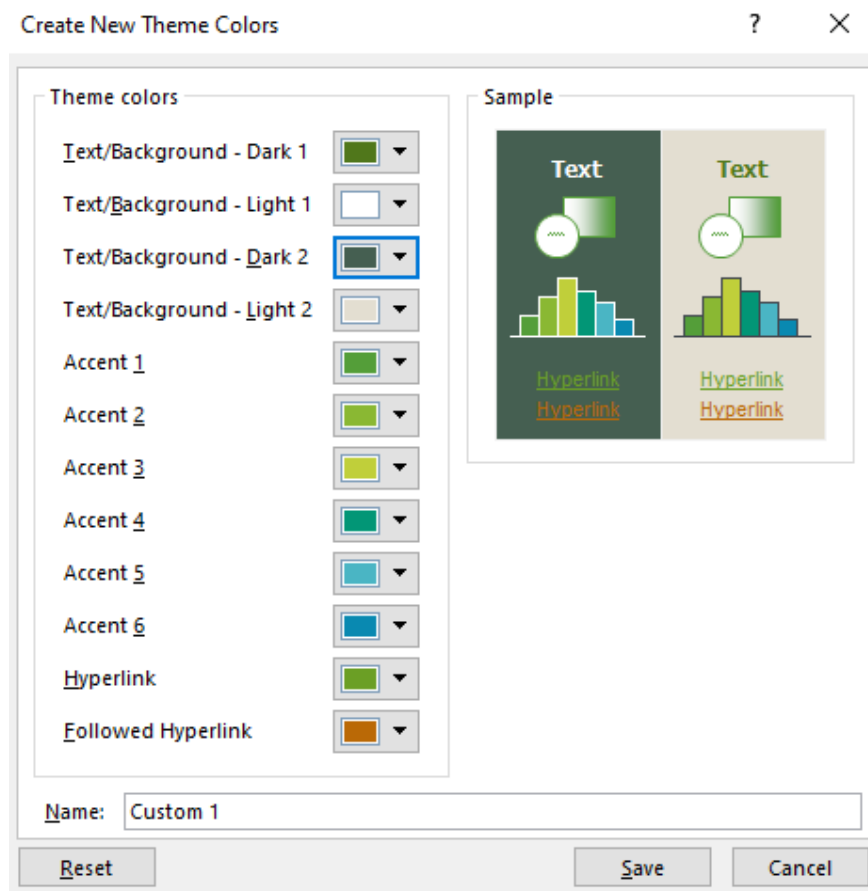 Create New Theme Colors
?
Theme colors
Text/Background - Dark 1
Text/Background - Light 1
Text/Background - Dark 2
Text/Background - Light 2
Accent 1
Accent 2
Accent 3
Accent 4
Accent 5
Accent 6
Hyperlink
Followed Hyperlink
Sample
Text Text
Hyperlink Hyperlink
Hyperlink Hyperlink
Name: Custom 1
Reset Save Cancel